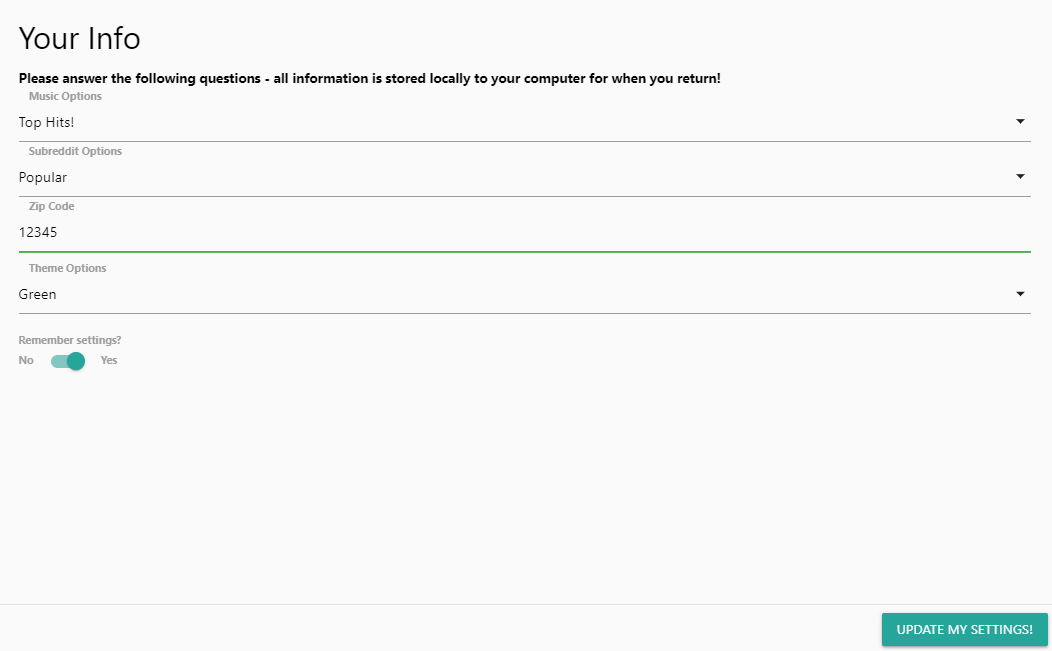 Your Info
Please answer the following questions - all information is stored locally to your computer for when you return!
Music Options
Top Hits!
Subreddit Options
Popular
Zip Code
12345
Theme Options
Green
Remember settings?
No Yes
UPDATE MY SETTINGS!